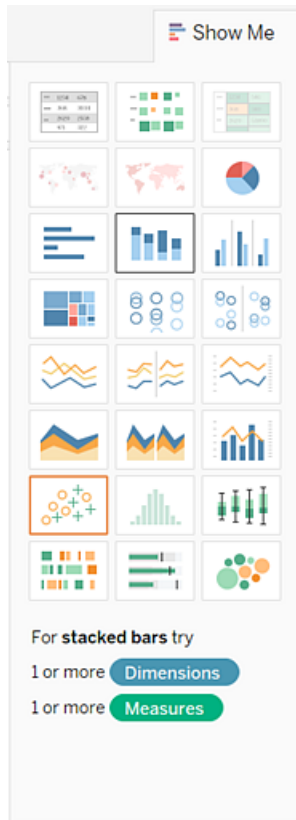 Show Me
For stacked bars try
1 or more Dimensions
1 or more Measures